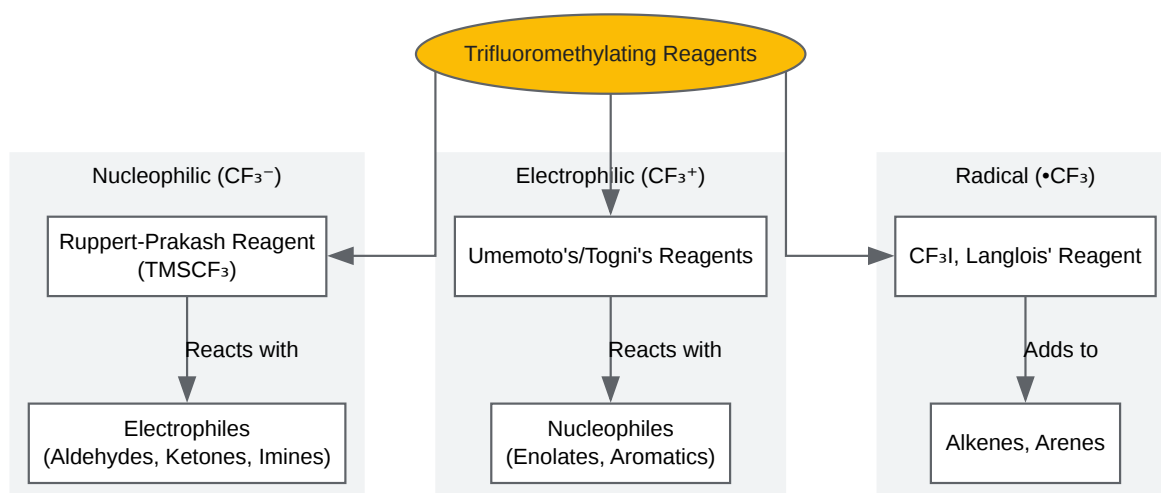 Trifluoromethylating Reagents
Nucleophilic (CF₃⁻)
Ruppert-Prakash Reagent
(TMSCF₃)
Reacts with
Electrophiles
(Aldehydes, Ketones, Imines)
Electrophilic (CF₃⁺)
Umemoto's/Togni's Reagents
Reacts with
Nucleophiles
(Enolates, Aromatics)
Radical (•CF₃)
CF₃I, Langlois' Reagent
Adds to
Alkenes, Arenes